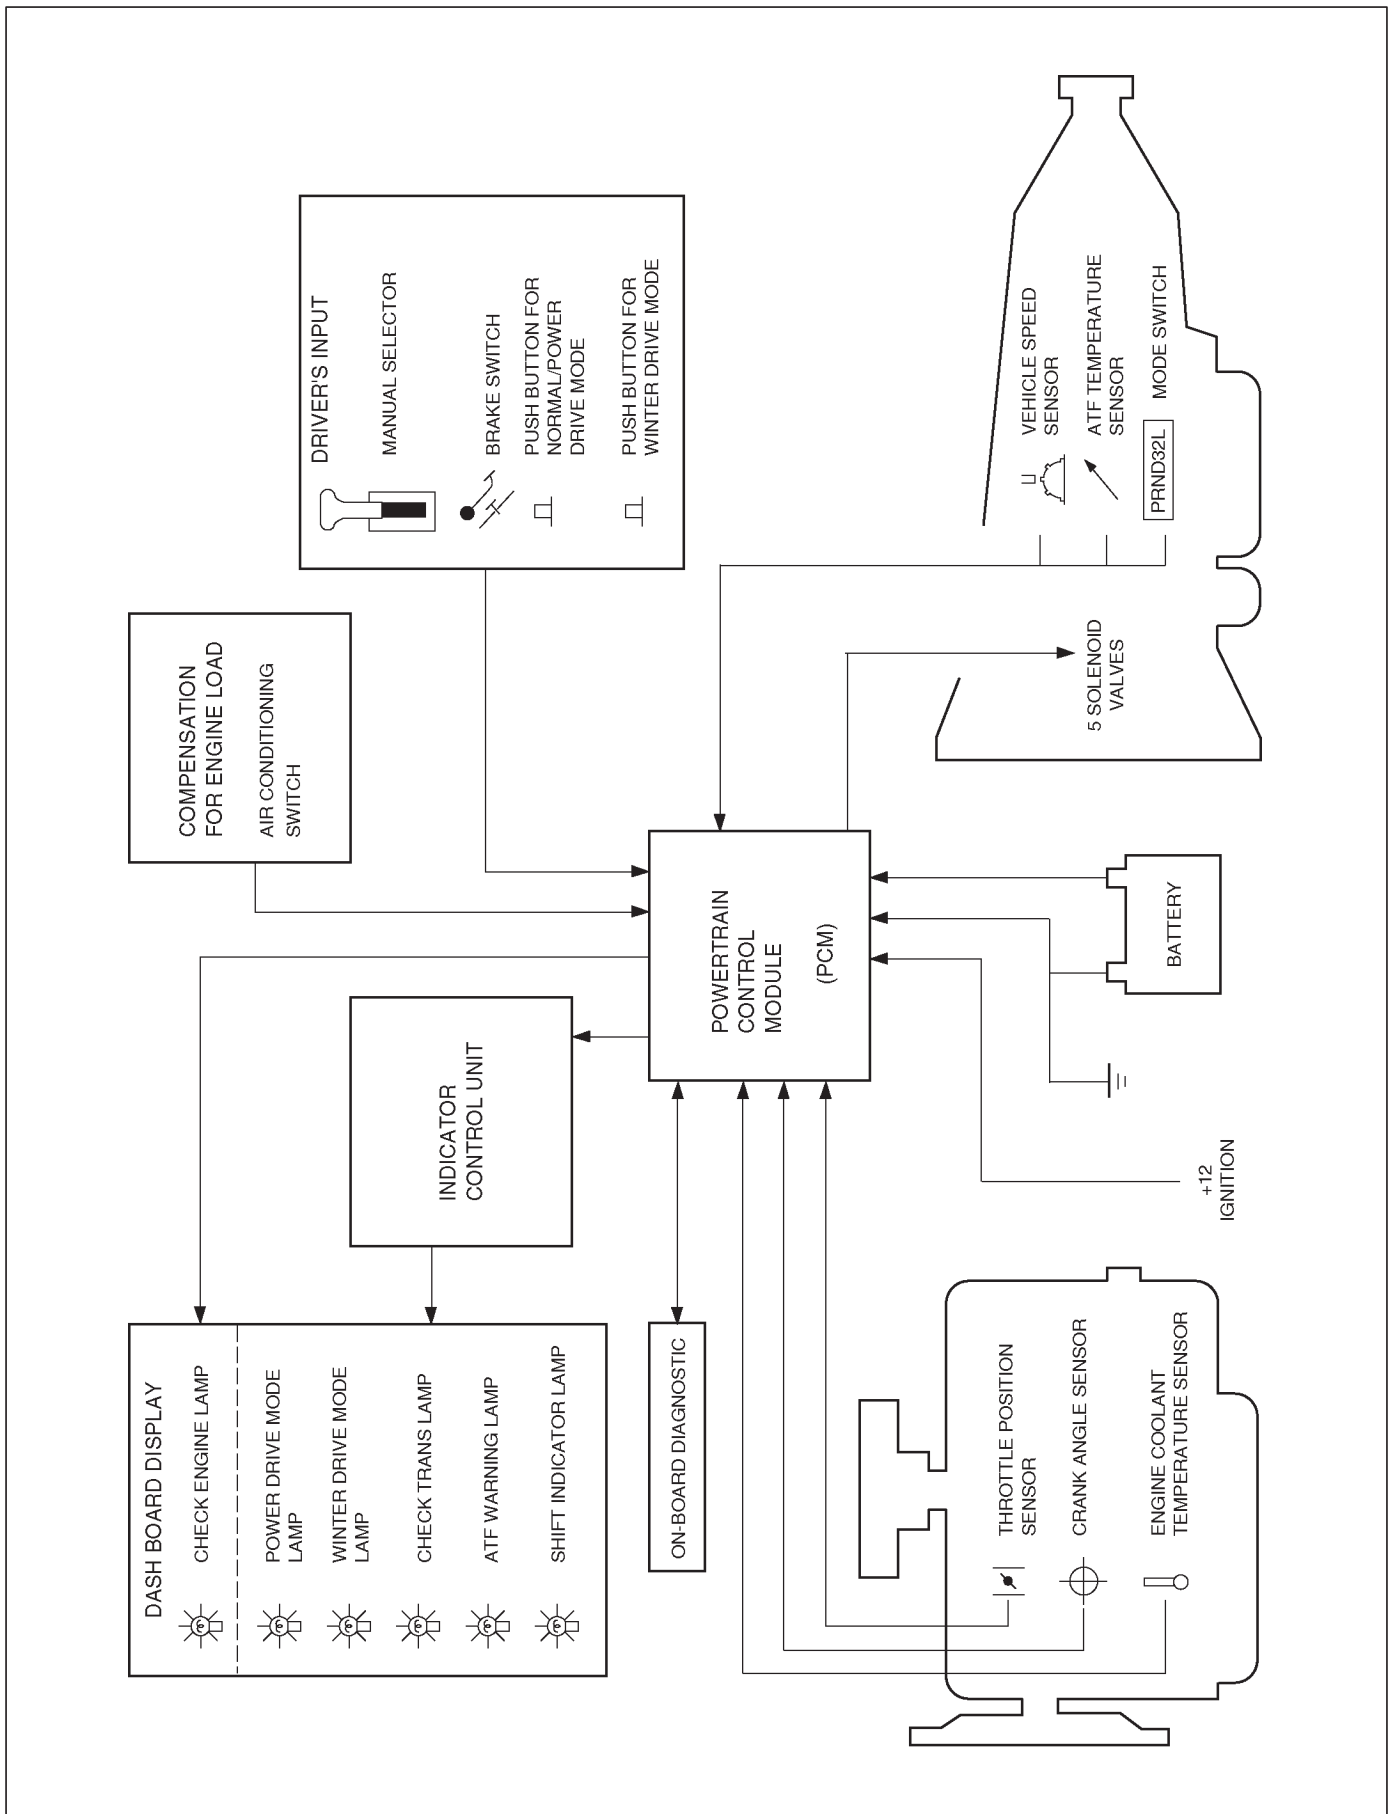 DASH BOARD DISPLAY
CHECK ENGINE LAMP
POWER DRIVE MODE
LAMP
WINTER DRIVE MODE
LAMP
CHECK TRANS LAMP
ATF WARNING LAMP
SHIFT INDICATOR LAMP
INDICATOR
CONTROL UNIT
COMPENSATION
FOR ENGINE LOAD
AIR CONDITIONING
SWITCH
DRIVER'S INPUT
MANUAL SELECTOR
BRAKE SWITCH
PUSH BUTTON FOR
NORMAL/POWER
DRIVE MODE
PUSH BUTTON FOR
WINTER DRIVE MODE
ON-BOARD DIAGNOSTIC
POWERTRAIN
CONTROL
MODULE
(PCM)
THROTTLE POSITION
SENSOR
CRANK ANGLE SENSOR
ENGINE COOLANT
TEMPERATURE SENSOR
+12
IGNITION
BATTERY
5 SOLENOID
VALVES
VEHICLE SPEED
SENSOR
ATF TEMPERATURE
SENSOR
PRND32L
MODE SWITCH